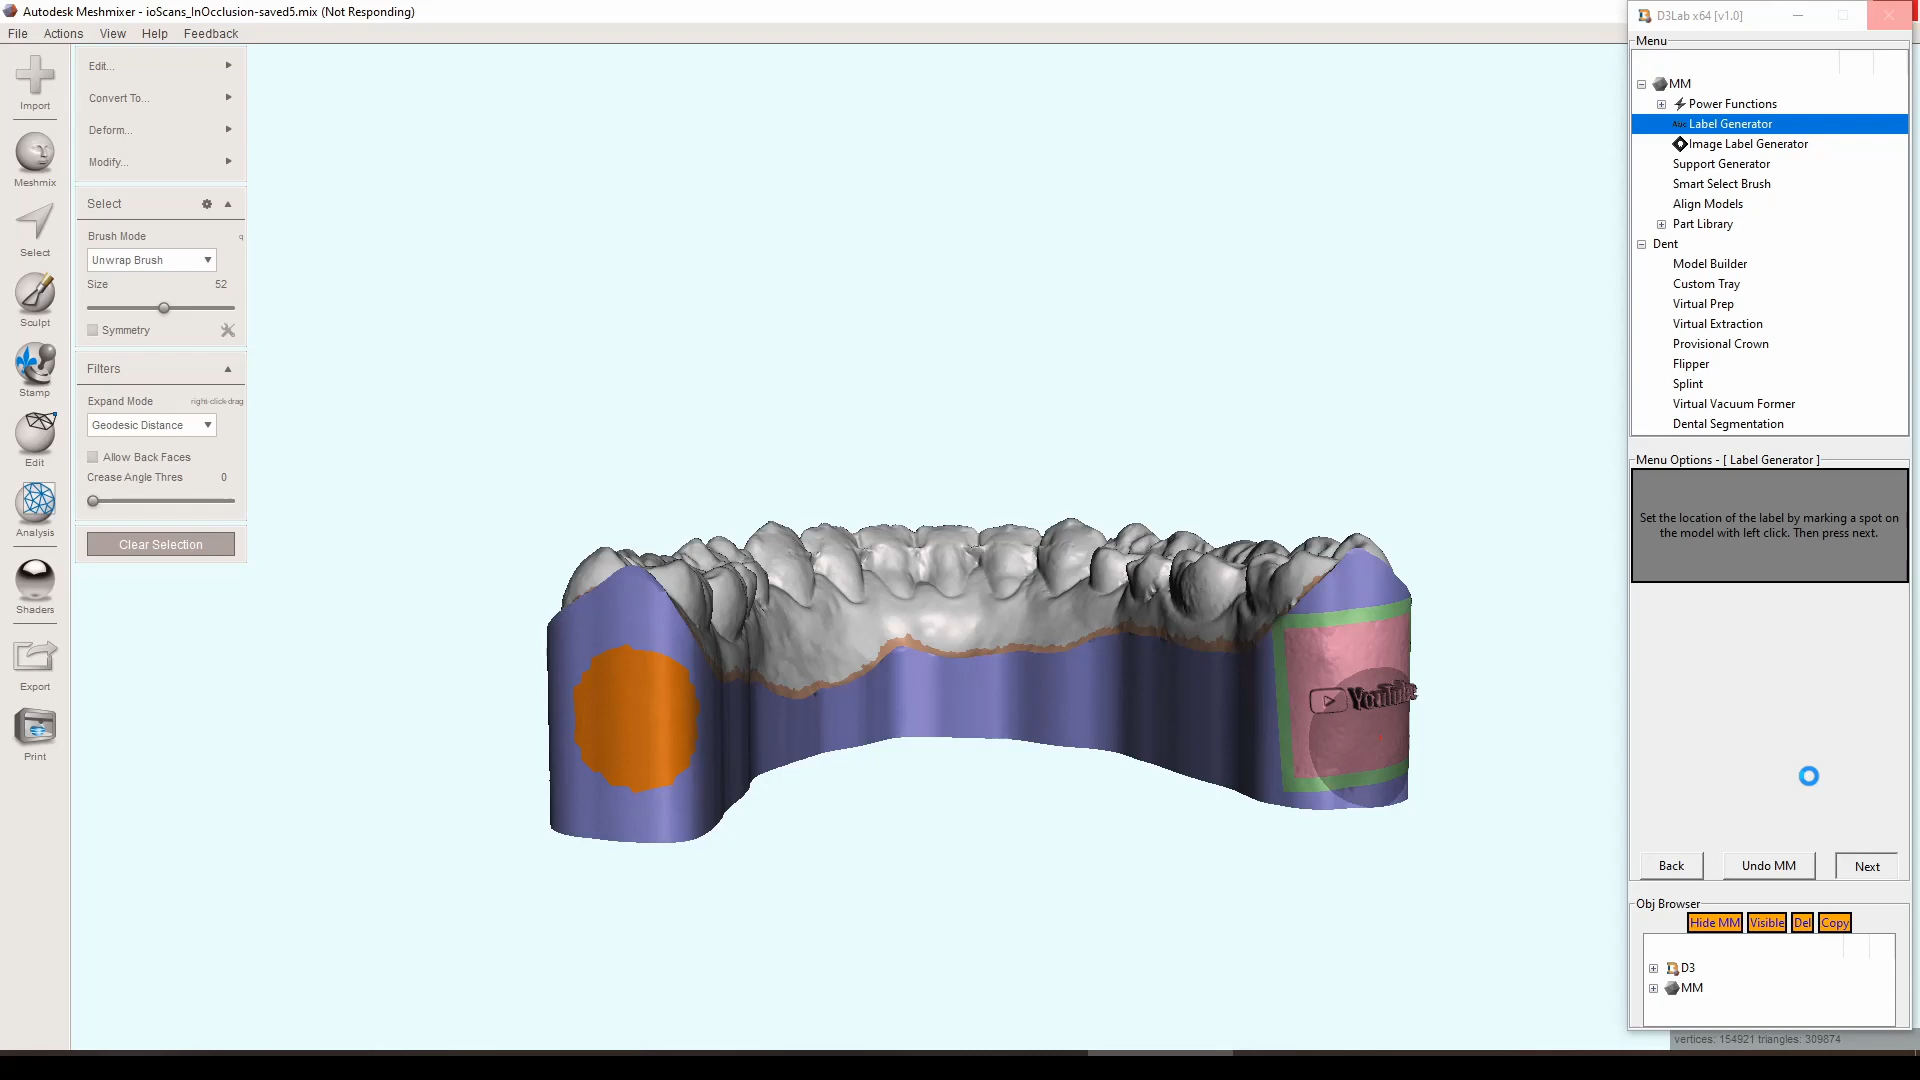 Autodesk Meshmixer - ioScans_InOcclusion-saved5.mix (Not Responding)
File Actions View Help Feedback
Import
Meshmix
Select
Sculpt
Stamp
Edit
Analysis
Shaders
Export
Print
Edit...
Convert To...
Deform...
Modify...
Select
Brush Mode q
Unwrap Brush
Size 52
Symmetry
Filters
Expand Mode right-click-drag
Geodesic Distance
Allow Back Faces
Crease Angle Thres 0
Clear Selection
YouTube
D3Lab x64 [v1.0]
Menu
MM
Power Functions
Abc Label Generator
Image Label Generator
Support Generator
Smart Select Brush
Align Models
Part Library
Dent
Model Builder
Custom Tray
Virtual Prep
Virtual Extraction
Provisional Crown
Flipper
Splint
Virtual Vacuum Former
Dental Segmentation
Menu Options - [ Label Generator ]
Set the location of the label by marking a spot on
the model with left click. Then press next.
Back Undo MM Next
Obj Browser
Hide MM Visible Del Copy
D3
MM
vertices: 154921 triangles: 309874